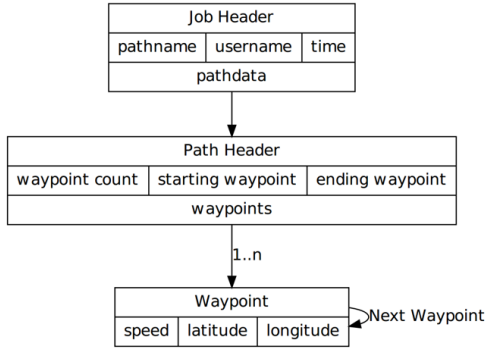 Job Header
pathname username time
pathdata
Path Header
waypoint count starting waypoint ending waypoint
waypoints
1..n
Waypoint
Next Waypoint
speed latitude longitude